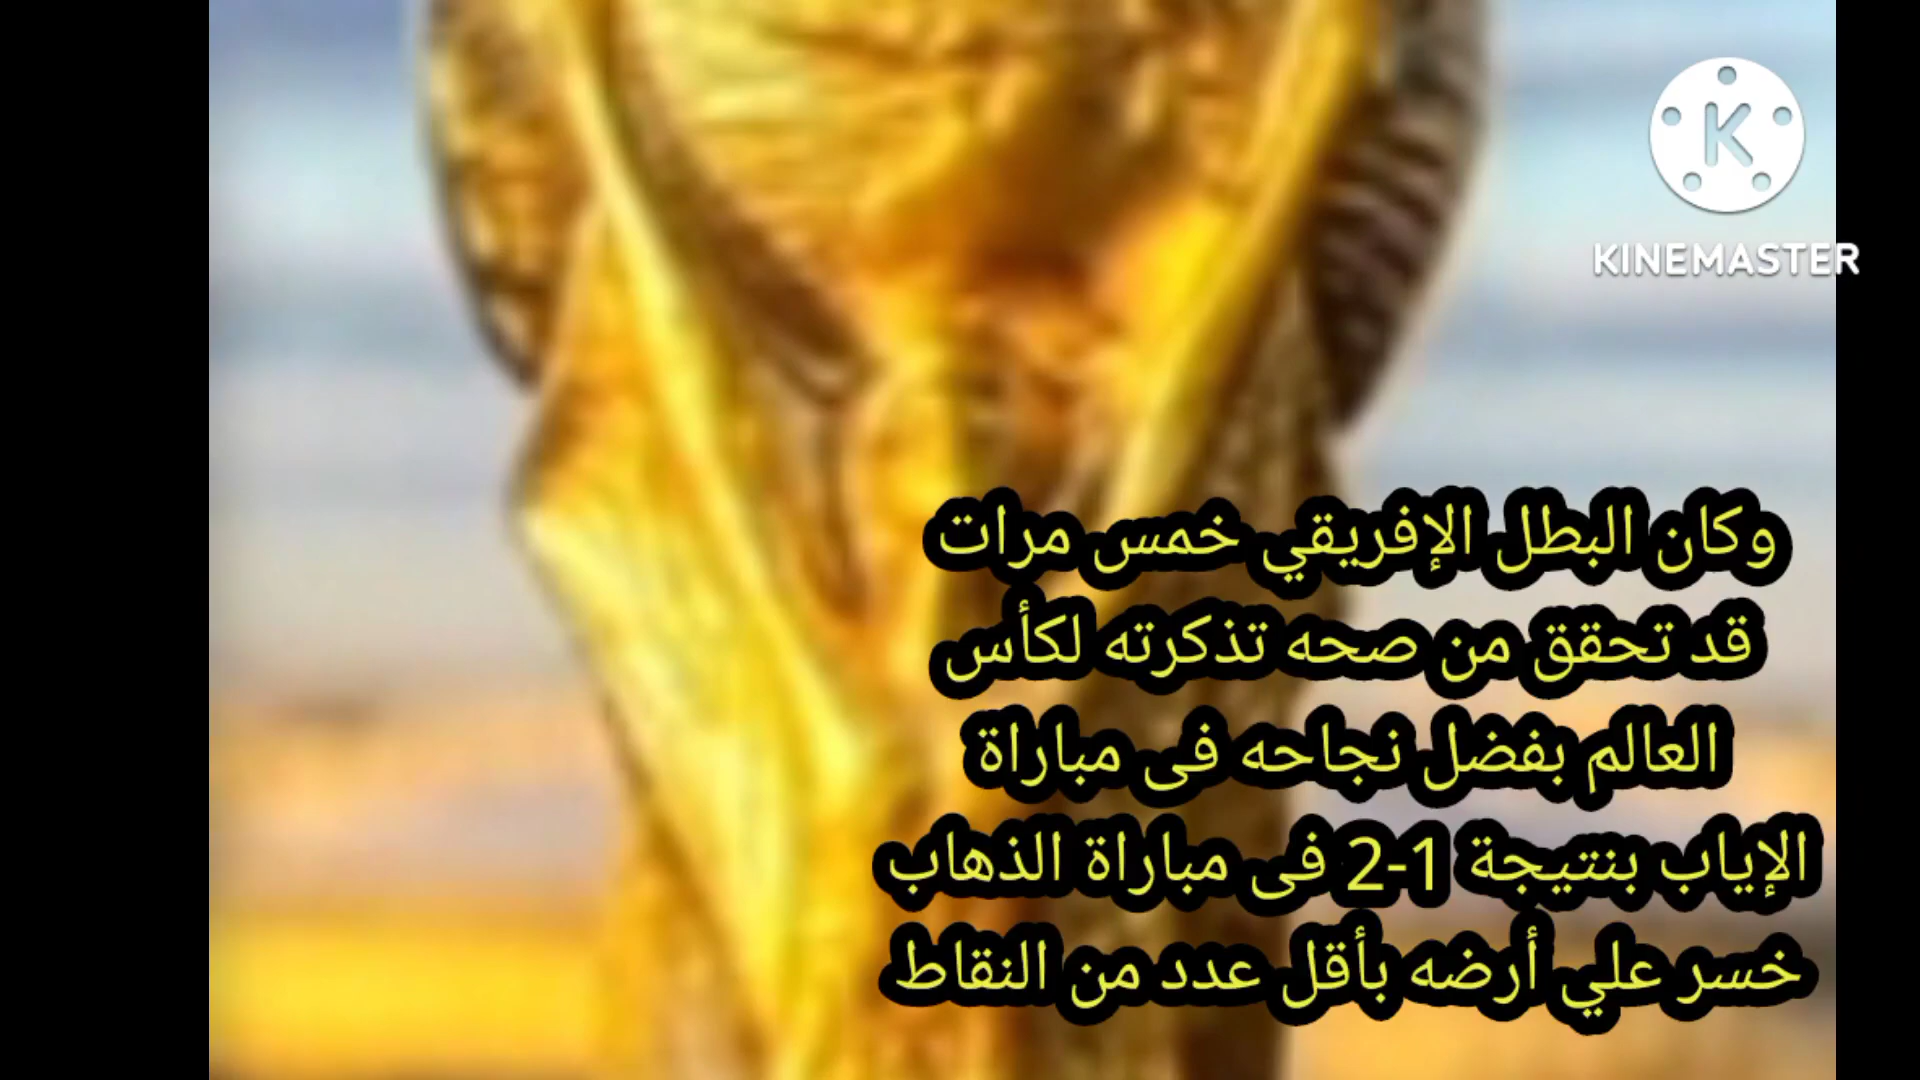 KINEMASTER
وكان البطل الإفريقي خمس مرات
قد تحقق من صحه تذكرته لكأس
العالم بفضل نجاحه فى مباراة
الإياب بنتيجة 1-2 فى مباراة الذهاب
خسر علي أرضه بأقل عدد من النقاط